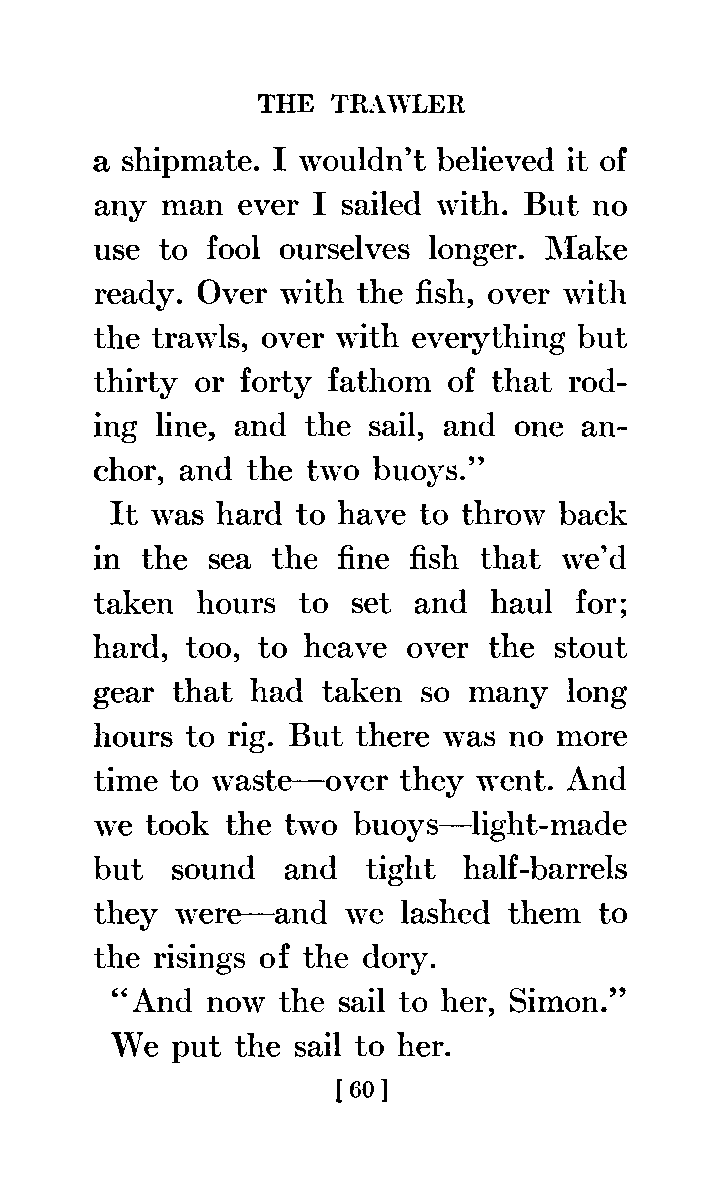 THE TRAWLER
a shipmate. I wouldn't believed it of
any man ever I sailed with. But no
use to fool ourselves longer. Make
ready. Over with the fish, over with
the trawls, over with everything but
thirty or forty fathom of that rod-
ing line, and the sail, and one an-
chor, and the two buoys."
It was hard to have to throw back
in the sea the fine fish that we'd
taken hours to set and haul for;
hard, too, to heave over the stout
gear that had taken so many long
hours to rig. But there was no more
time to waste—over they went. And
we took the two buoys—light-made
but sound and tight half-barrels
they were—and we lashed them to
the risings of the dory.
"And now the sail to her, Simon."
We put the sail to her.
[ 60 ]